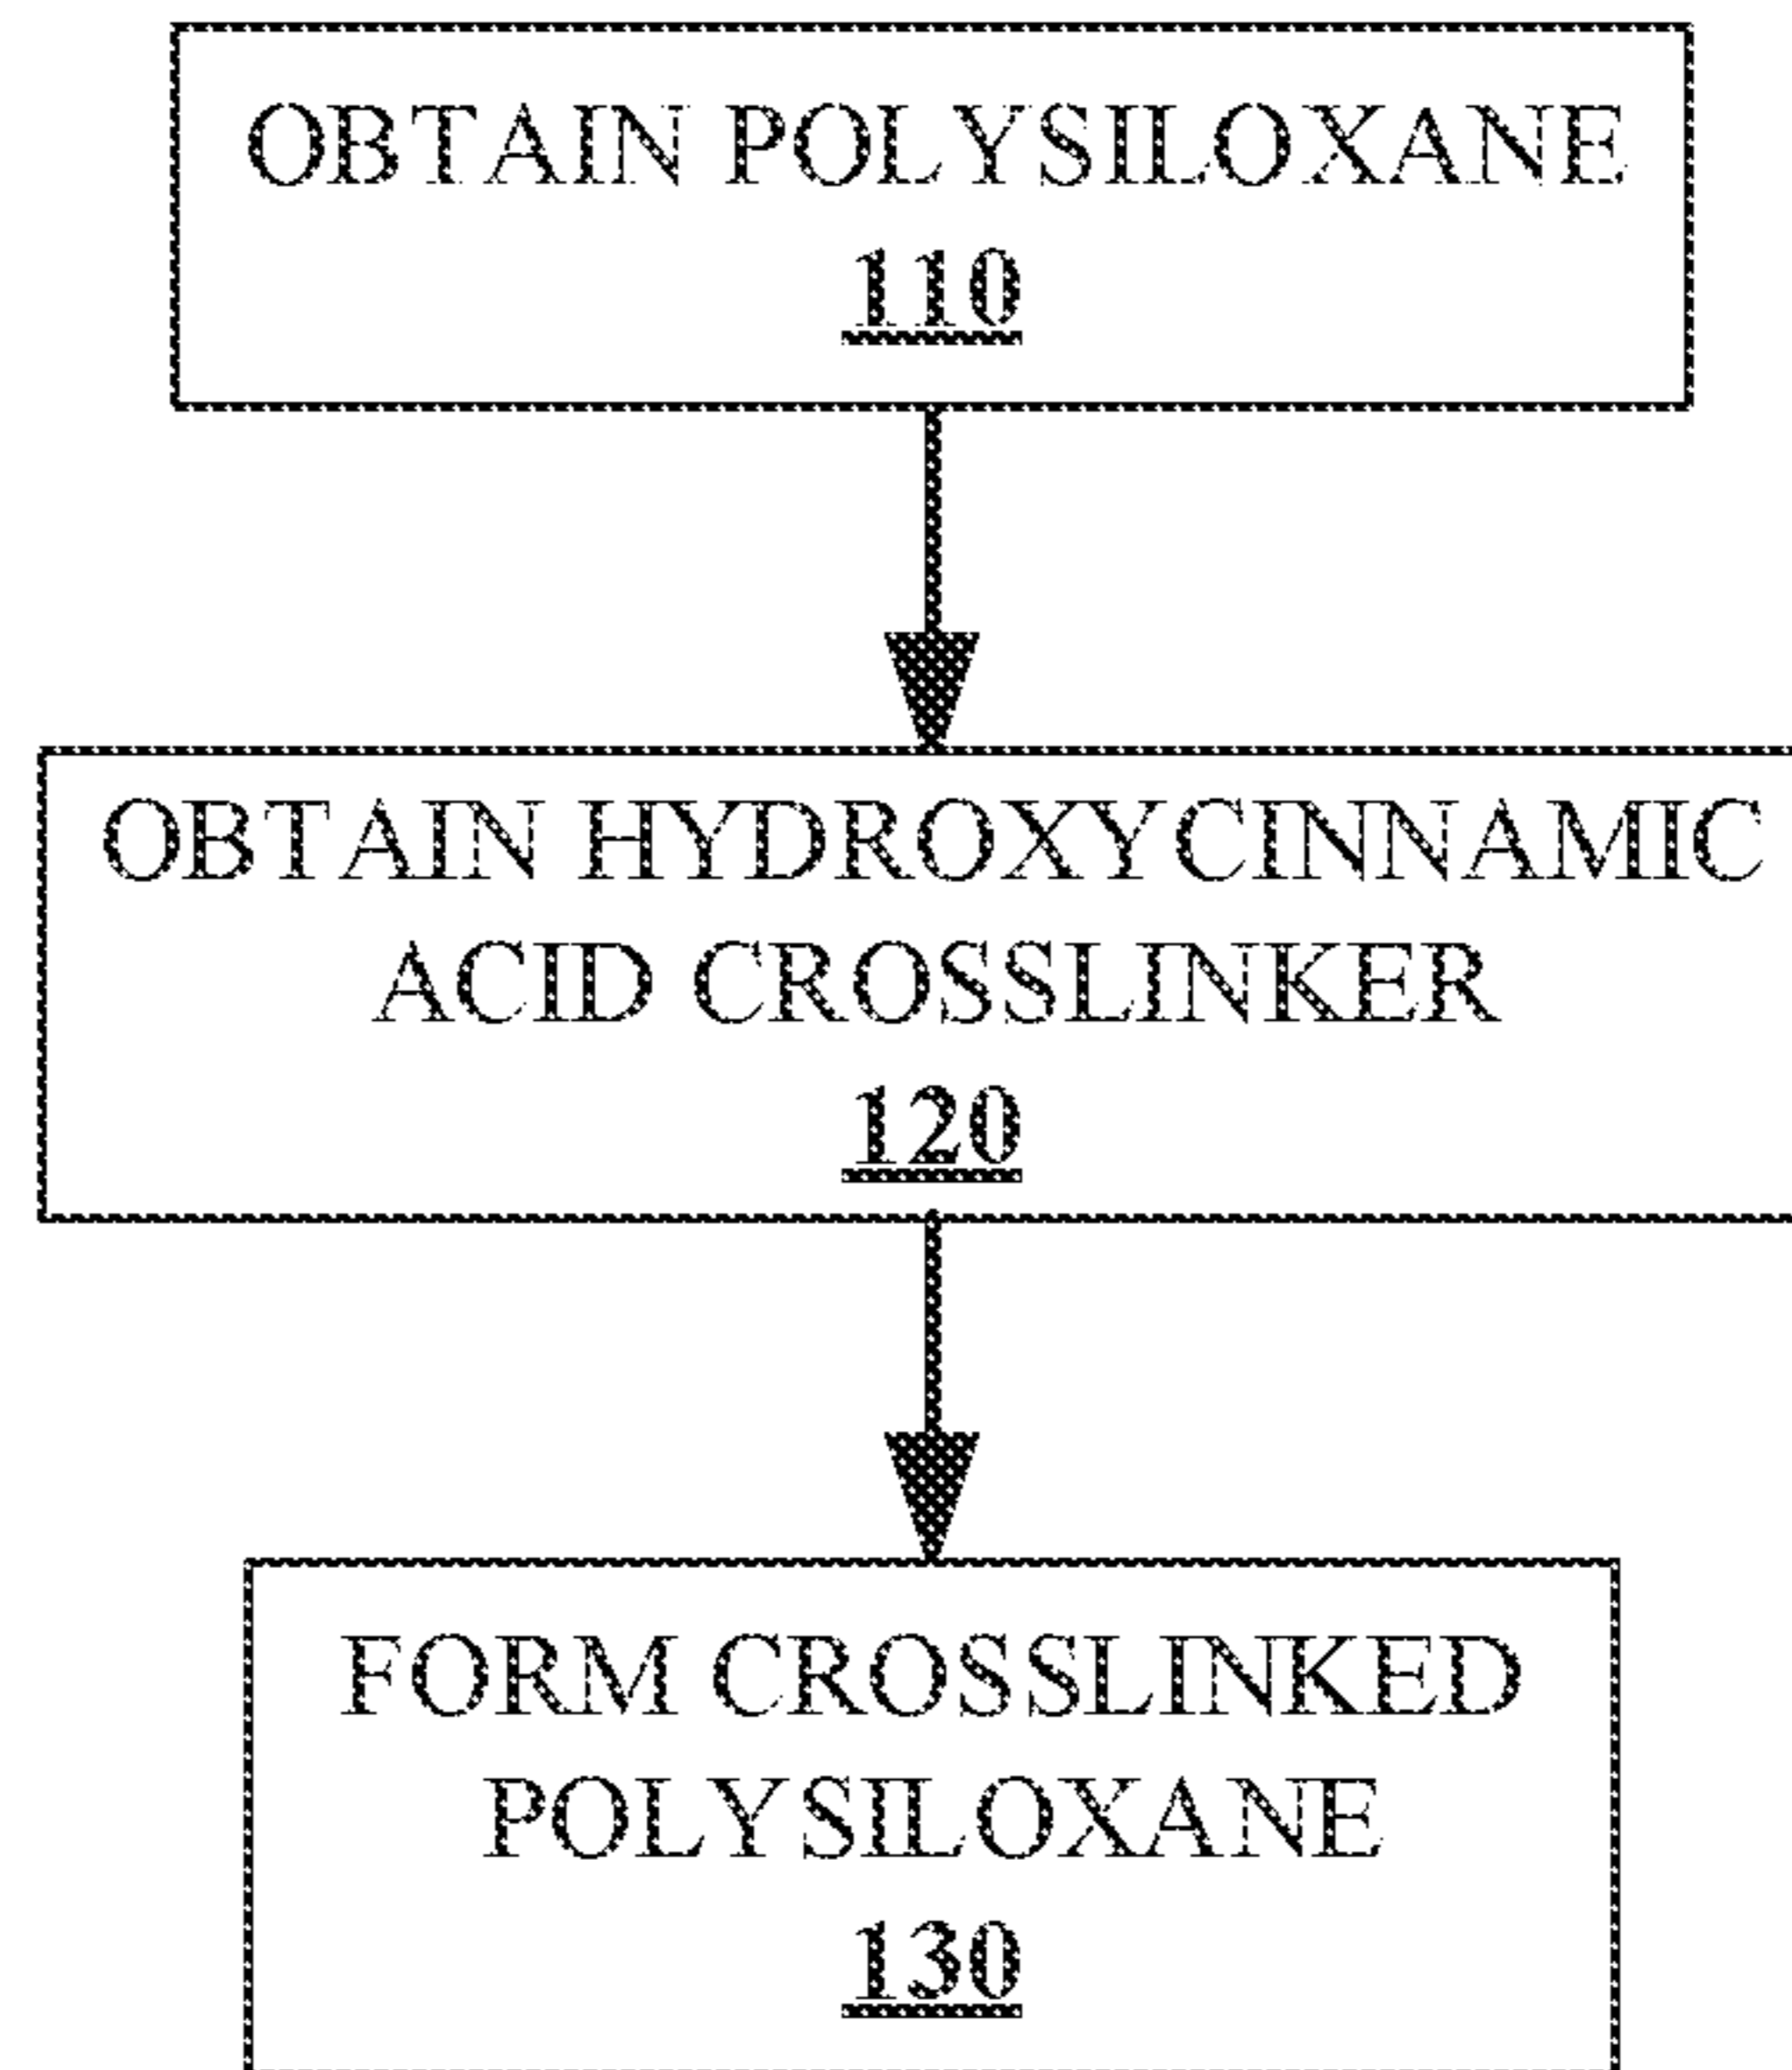 OBTAIN POLYSILOXANE
110
OBTAIN HYDROXYCINNAMIC
ACID CROSSLINKER
120
FORM CROSSLINKED
POLYSILOXANE
130